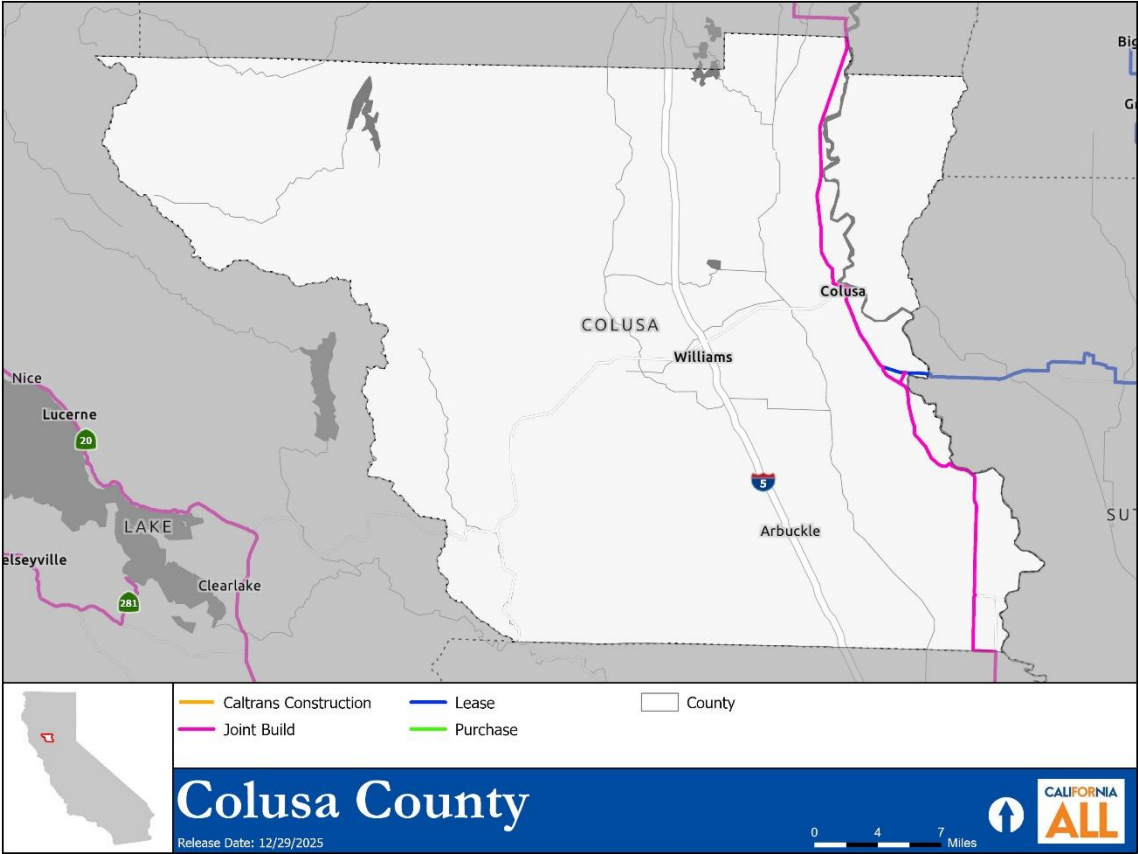 Big
G
COLUSA
Colusa
Williams
Nice
Lucerne
20
5
SUT
LAKE
Arbuckle
elseyville
Clearlake
281
Caltrans Construction
Lease
County
Joint Build
Purchase
Colusa County
Release Date: 12/29/2025
0 4 7
Miles
CALIFORNIA
ALL